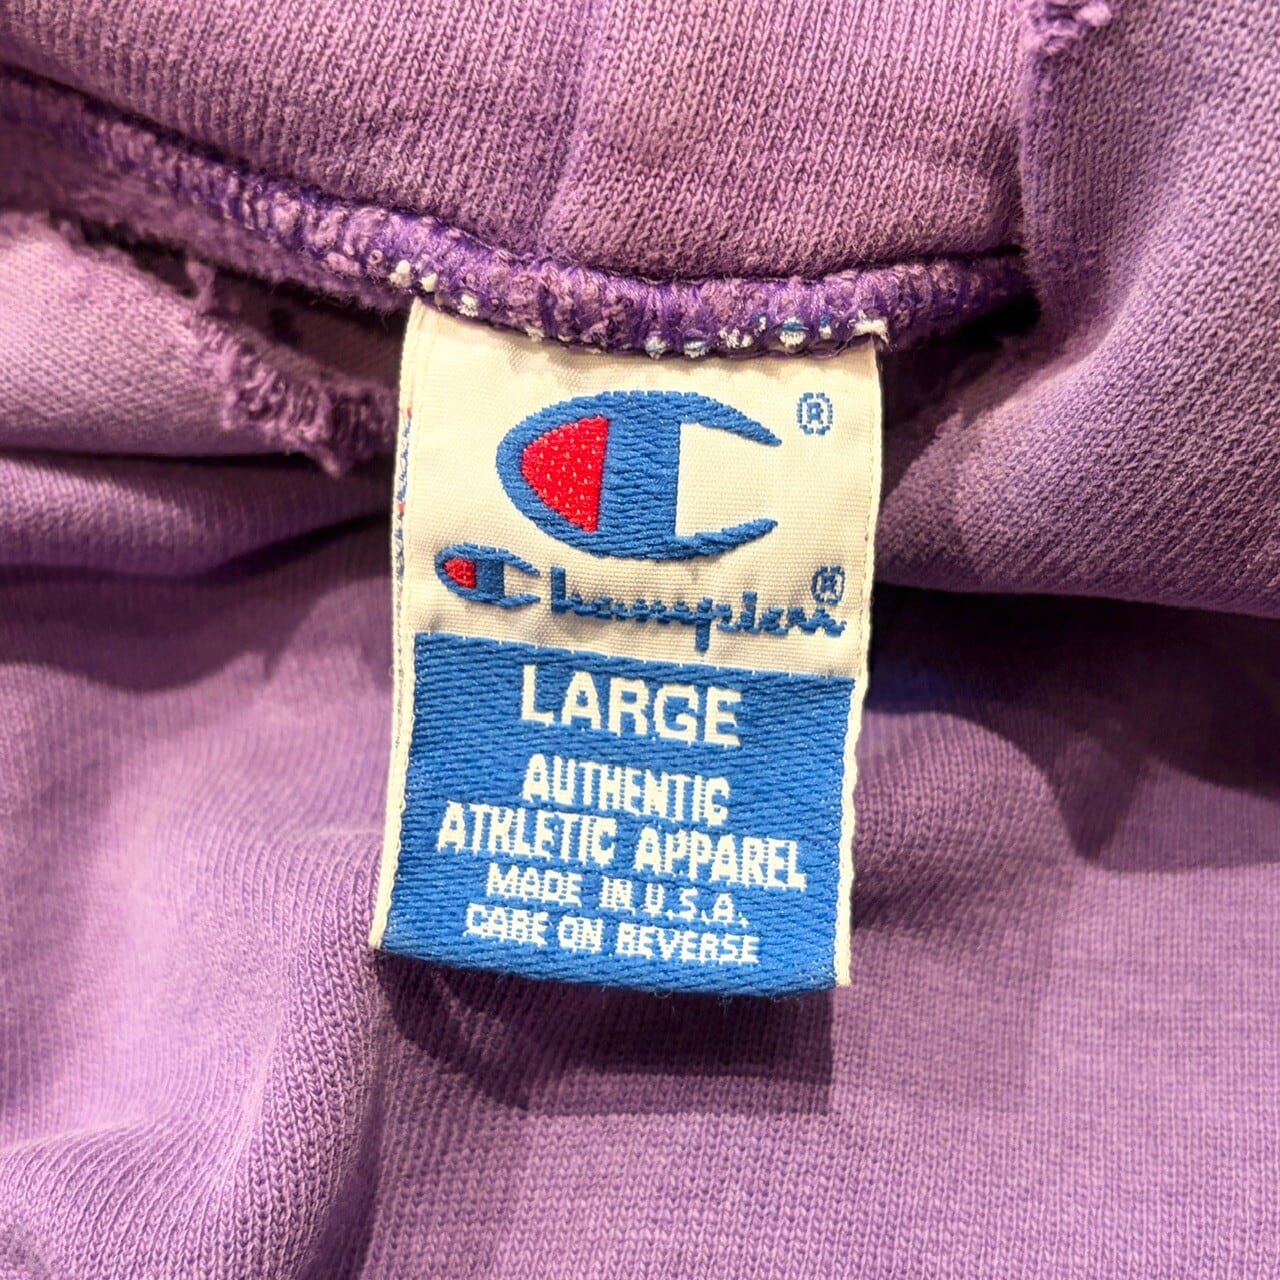 ®
Champion®
LARGE
AUTHENTIC
ATHLETIC APPAREL
MADE IN U.S.A.
CARE ON REVERSE